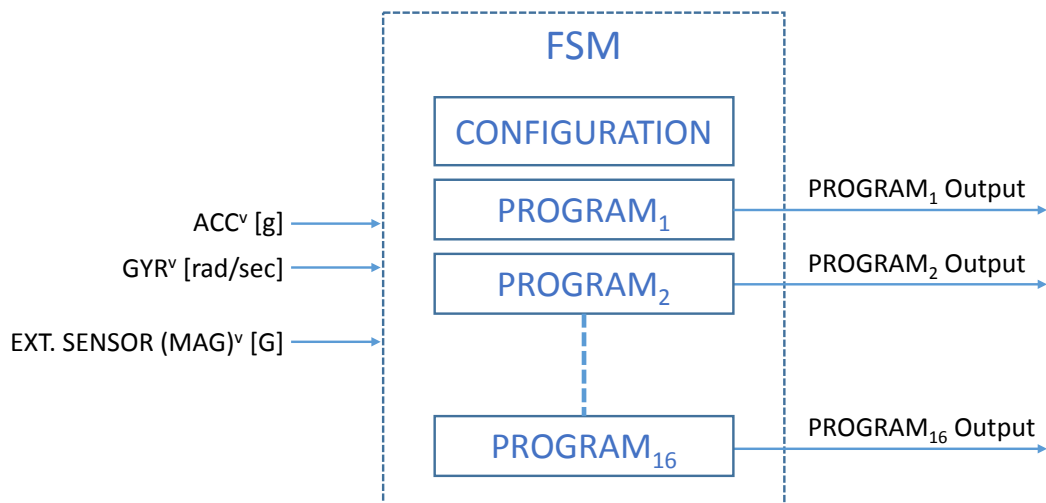 FSM
CONFIGURATION
PROGRAM₁
PROGRAM₁ Output
ACCᵛ [g]
GYRᵛ [rad/sec]
PROGRAM₂
PROGRAM₂ Output
EXT. SENSOR (MAG)ᵛ [G]
PROGRAM₁₆
PROGRAM₁₆ Output